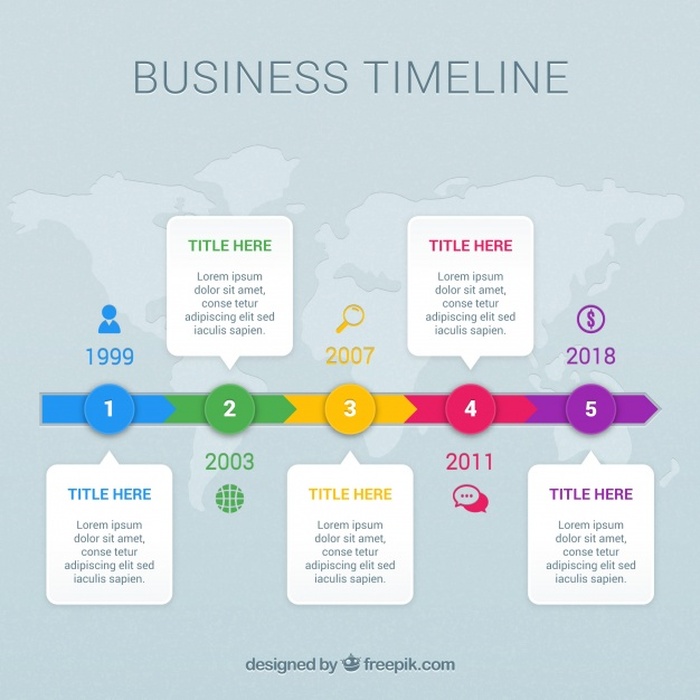 BUSINESS TIMELINE
TITLE HERE
Lorem ipsum
dolor sit amet,
conse tetur
adipiscing elit sed
iaculis sapien.
TITLE HERE
Lorem ipsum
dolor sit amet,
conse tetur
adipiscing elit sed
iaculis sapien.
1999
2007
2018
1
2
3
4
5
2003
2011
TITLE HERE
Lorem ipsum
dolor sit amet,
conse tetur
adipiscing elit sed
iaculis sapien.
TITLE HERE
Lorem ipsum
dolor sit amet,
conse tetur
adipiscing elit sed
iaculis sapien.
TITLE HERE
Lorem ipsum
dolor sit amet,
conse tetur
adipiscing elit sed
iaculis sapien.
designed by freepik.com